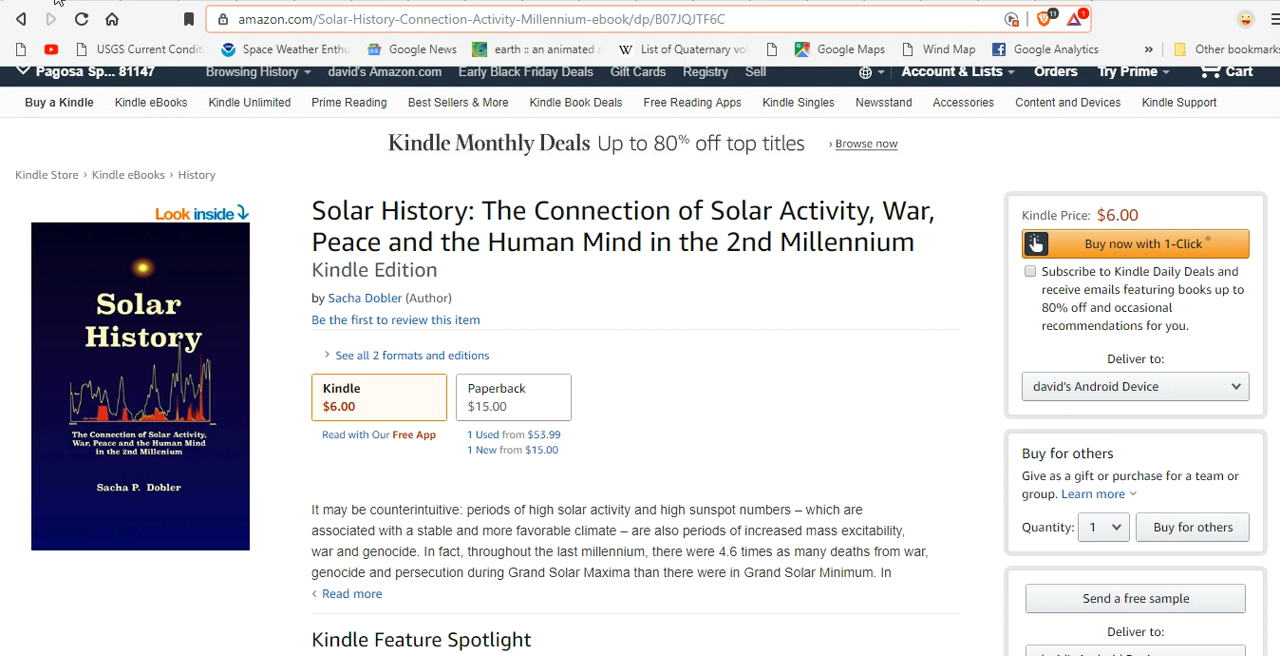 amazon.com/Solar-History-Connection-Activity-Millennium-ebook/dp/B07JQJTF6C
11
1
USGS Current Condit
Space Weather Enthu
Google News
earth :: an animated
W List of Quaternary vo
Google Maps
Wind Map
Google Analytics
»
Other bookmarks
Pagosa Sp... 81147
Browsing History
david's Amazon.com
Early Black Friday Deals
Gift Cards
Registry
Sell
Account & Lists
Orders
Try Prime
Cart
Buy a Kindle
Kindle eBooks
Kindle Unlimited
Prime Reading
Best Sellers & More
Kindle Book Deals
Free Reading Apps
Kindle Singles
Newsstand
Accessories
Content and Devices
Kindle Support
Kindle Monthly Deals Up to 80% off top titles › Browse now
Kindle Store › Kindle eBooks › History
Look inside
Solar
History
The Connection of Solar Activity,
War, Peace and the Human Mind
in the 2nd Millenium
Sacha P. Dobler
Solar History: The Connection of Solar Activity, War,
Peace and the Human Mind in the 2nd Millennium
Kindle Edition
by Sacha Dobler (Author)
Be the first to review this item
› See all 2 formats and editions
Kindle
$6.00
Paperback
$15.00
Read with Our Free App
1 Used from $53.99
1 New from $15.00
It may be counterintuitive: periods of high solar activity and high sunspot numbers – which are
associated with a stable and more favorable climate – are also periods of increased mass excitability,
war and genocide. In fact, throughout the last millennium, there were 4.6 times as many deaths from war,
genocide and persecution during Grand Solar Maxima than there were in Grand Solar Minimum. In
‹ Read more
Kindle Feature Spotlight
Kindle Price: $6.00
Buy now with 1-Click ®
Subscribe to Kindle Daily Deals and
receive emails featuring books up to
80% off and occasional
recommendations for you.
Deliver to:
david's Android Device
Buy for others
Give as a gift or purchase for a team or
group. Learn more
Quantity: 1
Buy for others
Send a free sample
Deliver to: